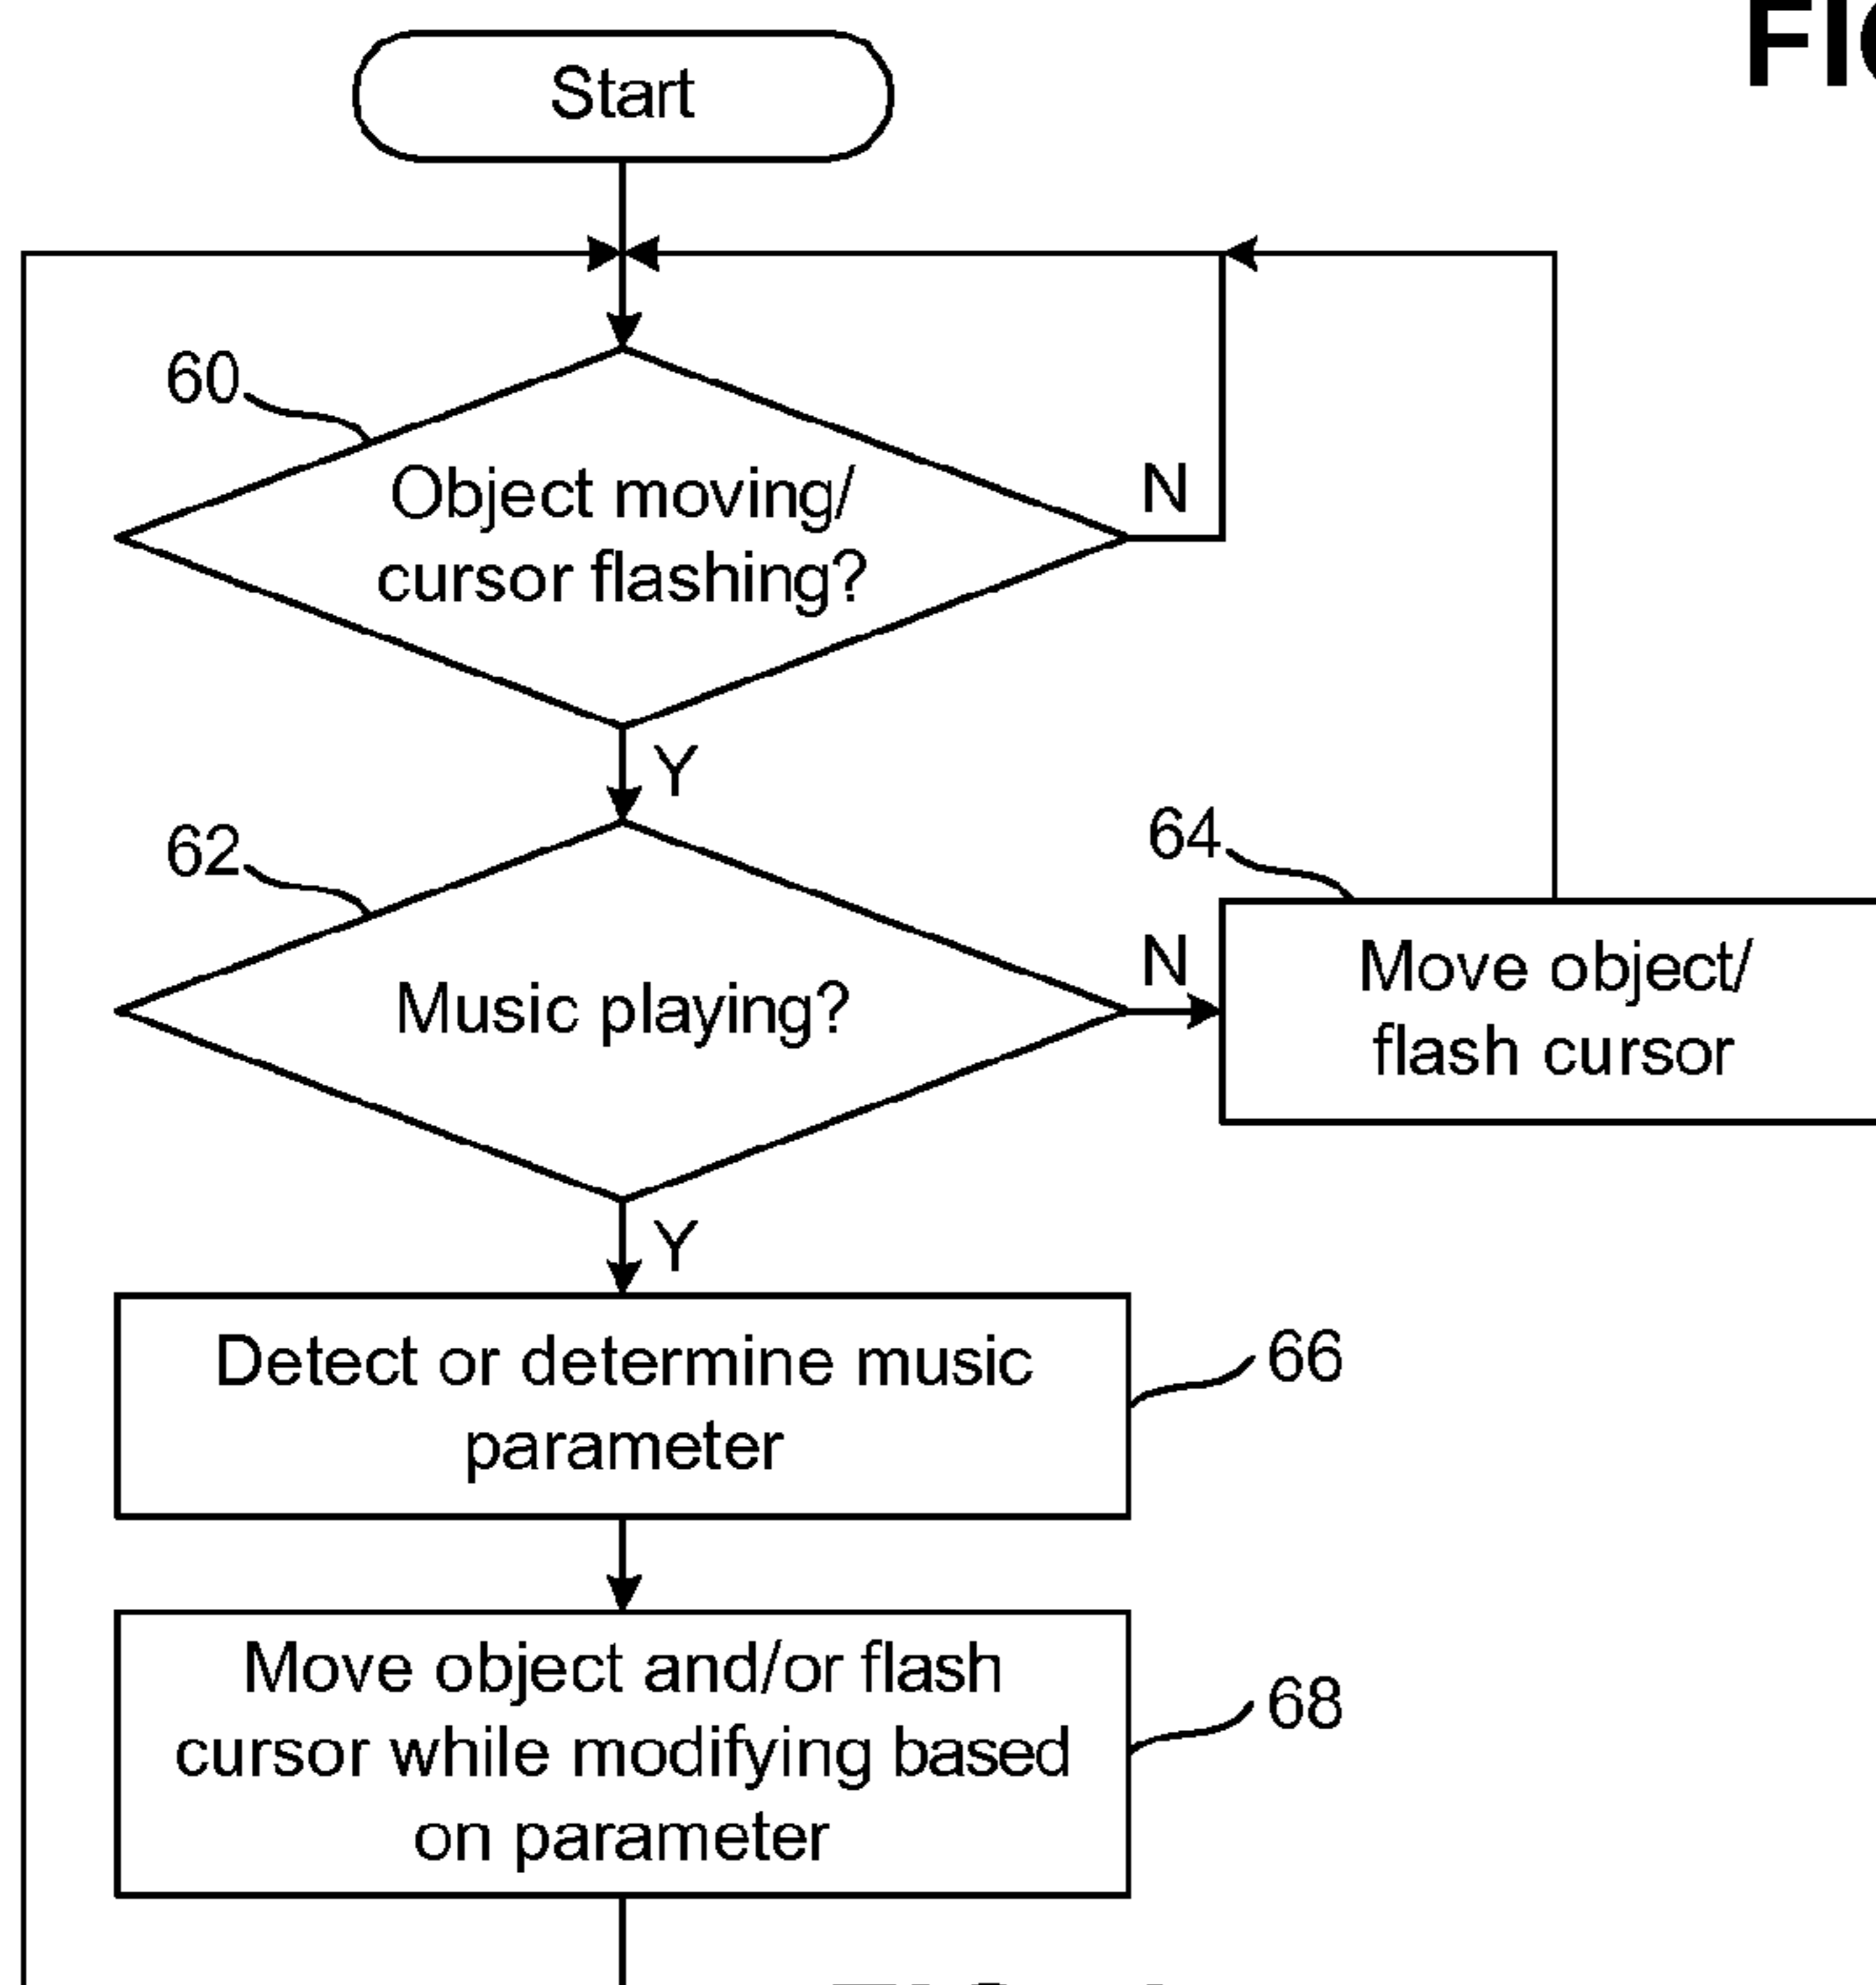 Start
60
Object moving/
cursor flashing?
N
Y
62
Music playing?
N
64
Move object/
flash cursor
Y
Detect or determine music
parameter
66
Move object and/or flash
cursor while modifying based
on parameter
68